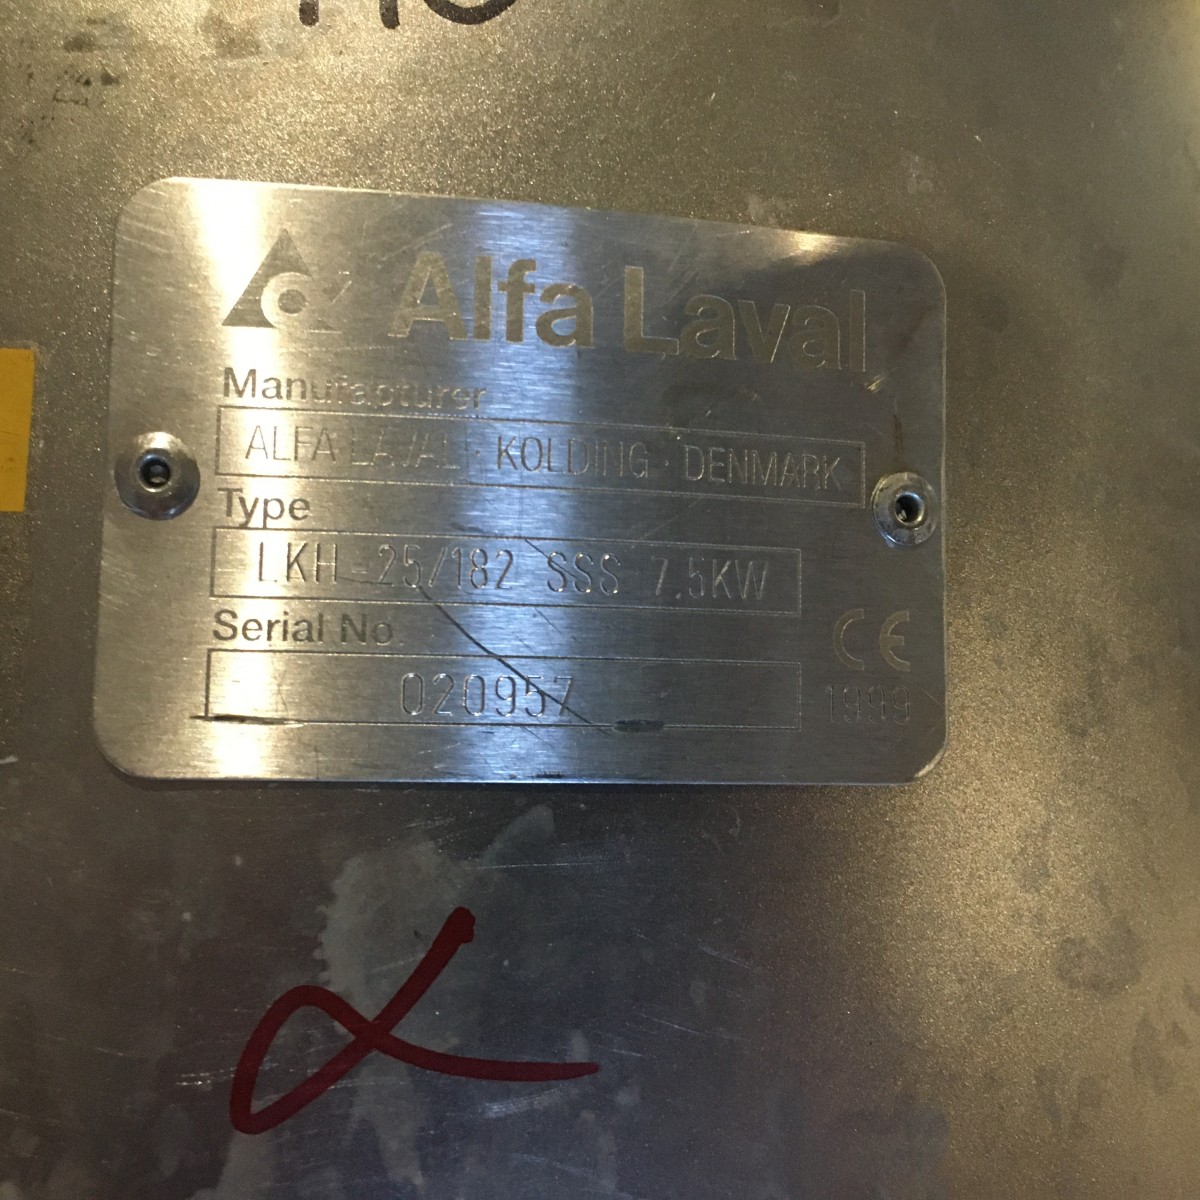 Alfa Laval
Manufacturer
ALFA LAVAL · KOLDING · DENMARK
Type
LKH-25/182 SSS 7,5KW
Serial No.
020957
CE
1999